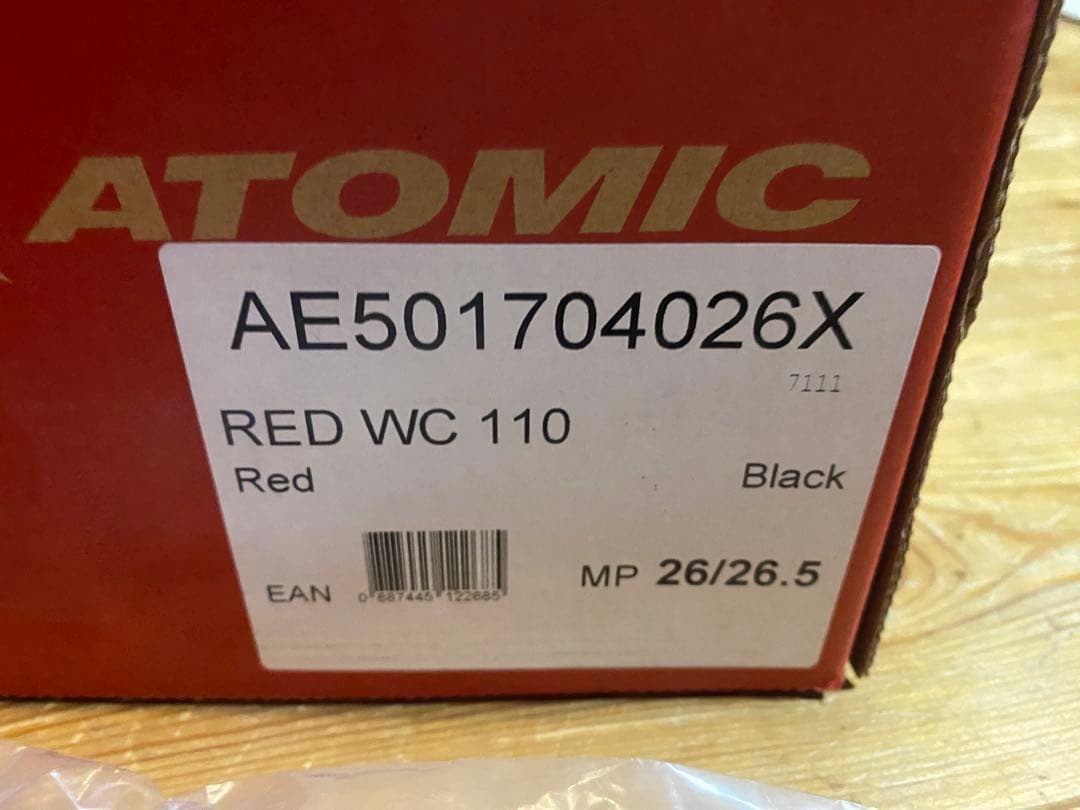 ATOMIC
AE501704026X
7111
RED WC 110
Red Black
EAN 0 887445 122685
MP 26/26.5